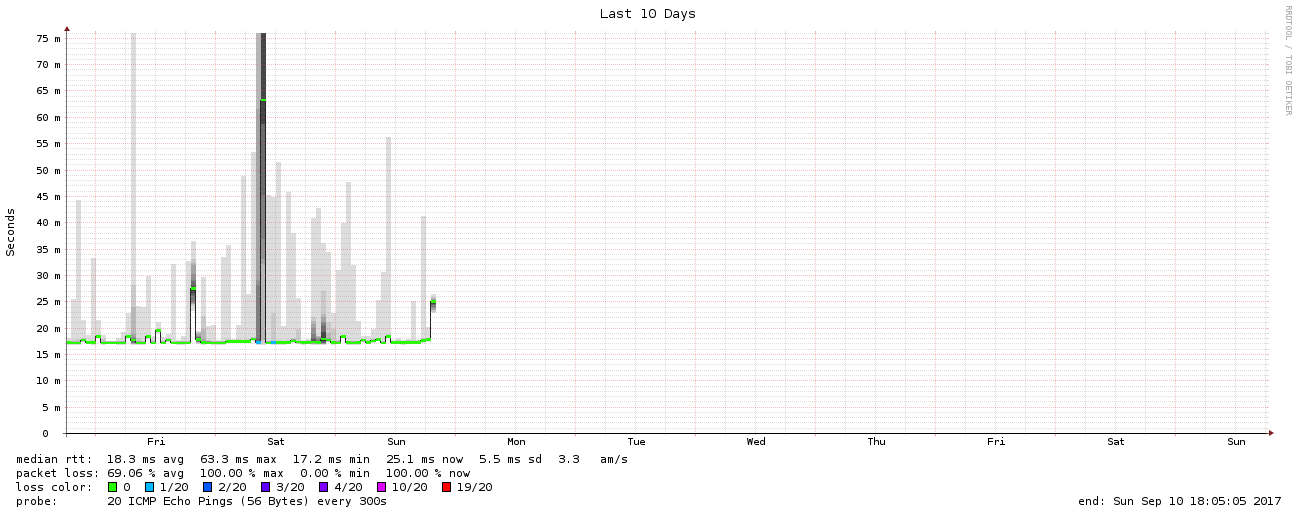 Last 10 Days
RRDTOOL / TOBI OETIKER
Seconds
75 m
70 m
65 m
60 m
55 m
50 m
45 m
40 m
35 m
30 m
25 m
20 m
15 m
10 m
5 m
0
Fri Sat Sun Mon Tue Wed Thu Fri Sat Sun
median rtt: 18.3 ms avg 63.3 ms max 17.2 ms min 25.1 ms now 5.5 ms sd 3.3 am/s
packet loss: 69.06 % avg 100.00 % max 0.00 % min 100.00 % now
loss color: 0 1/20 2/20 3/20 4/20 10/20 19/20
probe: 20 ICMP Echo Pings (56 Bytes) every 300s end: Sun Sep 10 18:05:05 2017